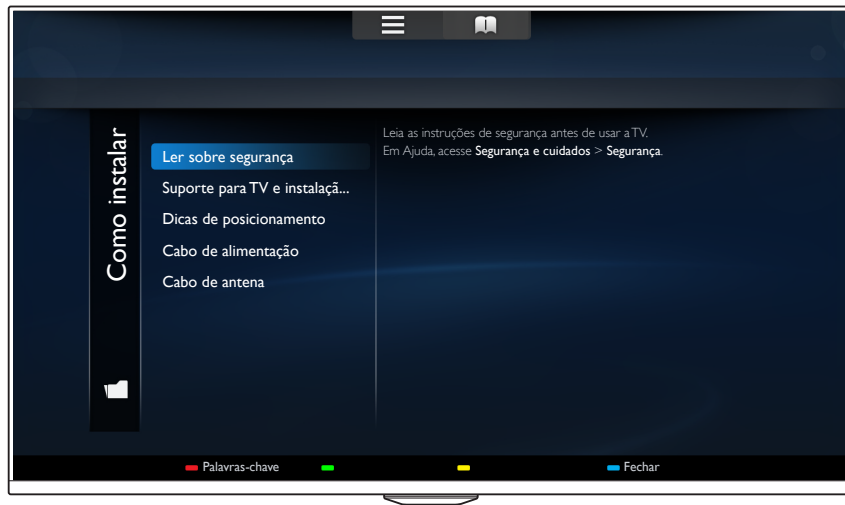 Como instalar
Ler sobre segurança
Suporte para TV e instalaçã...
Dicas de posicionamento
Cabo de alimentação
Cabo de antena
Leia as instruções de segurança antes de usar a TV.
Em Ajuda, acesse Segurança e cuidados > Segurança.
Palavras-chave
Fechar